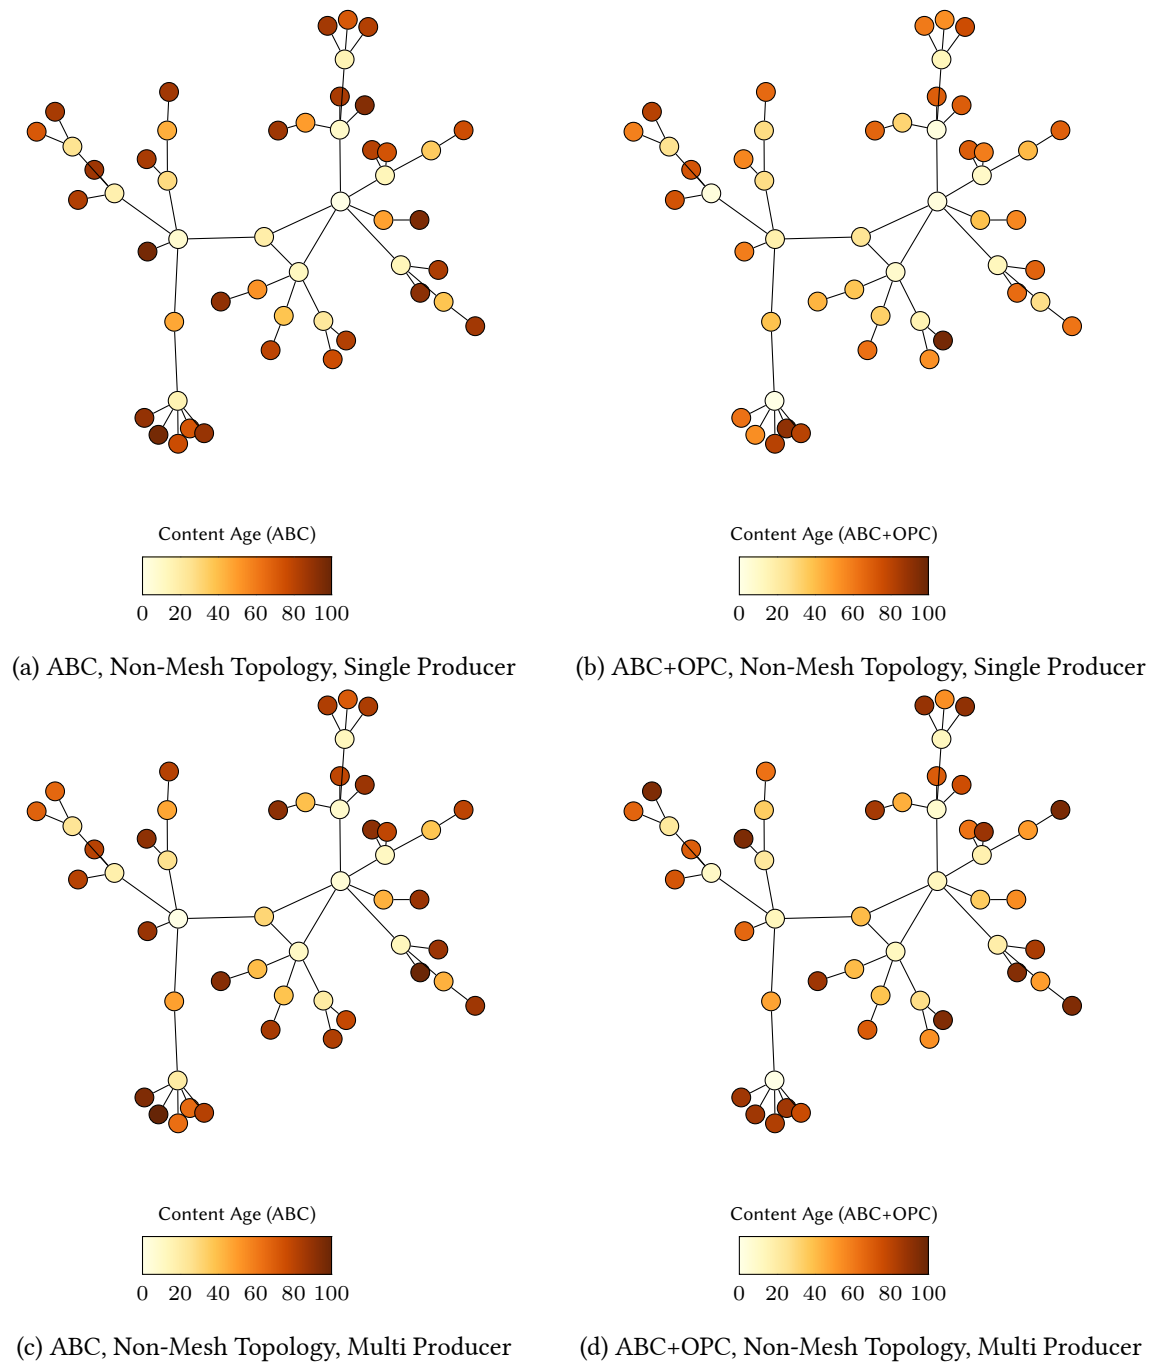 Content Age (ABC)
0 20 40 60 80 100
(a) ABC, Non-Mesh Topology, Single Producer
Content Age (ABC+OPC)
0 20 40 60 80 100
(b) ABC+OPC, Non-Mesh Topology, Single Producer
Content Age (ABC)
0 20 40 60 80 100
(c) ABC, Non-Mesh Topology, Multi Producer
Content Age (ABC+OPC)
0 20 40 60 80 100
(d) ABC+OPC, Non-Mesh Topology, Multi Producer